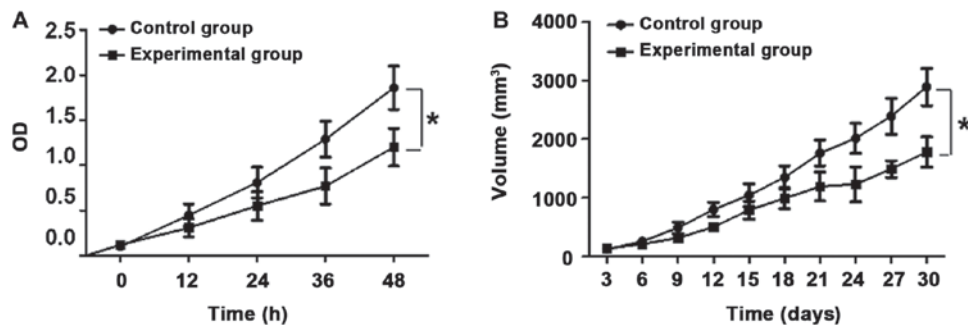 A
Control group
Experimental group
OD
2.5
2.0
1.5
1.0
0.5
0.0
0 12 24 36 48
Time (h)
*
B
Control group
Experimental group
Volume (mm³)
4000
3000
2000
1000
0
3 6 9 12 15 18 21 24 27 30
Time (days)
*